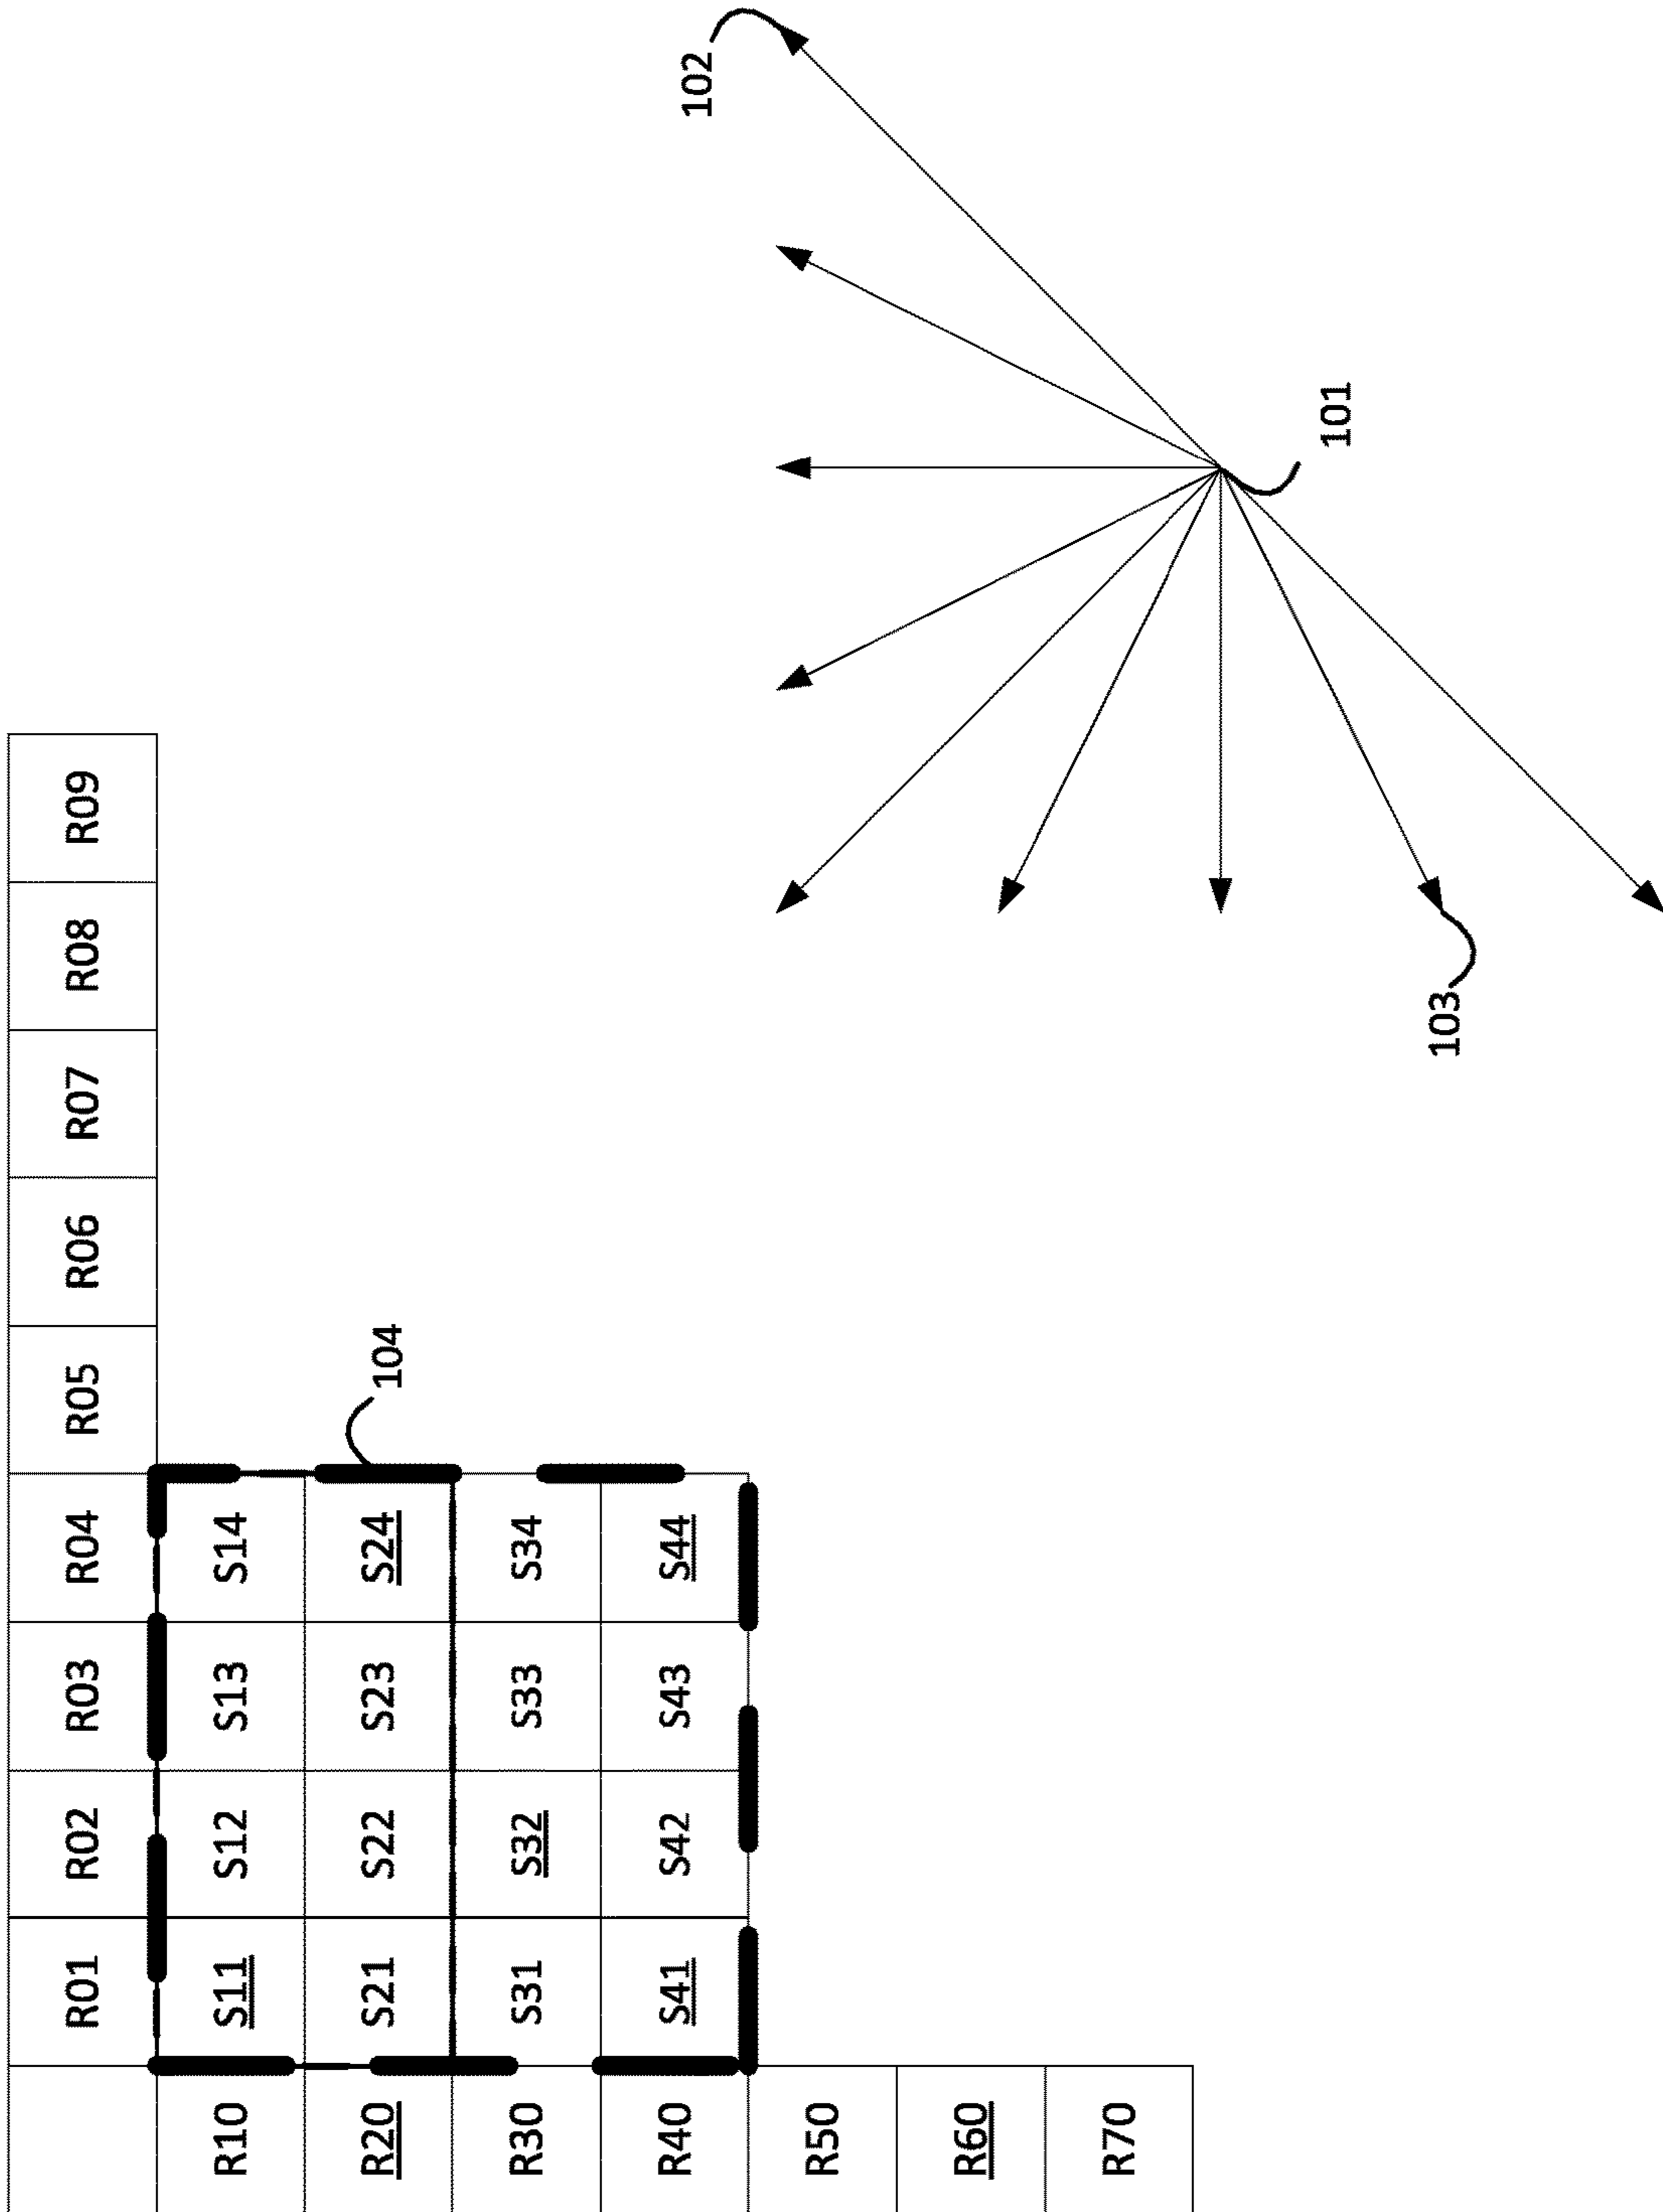 R01 R02 R03 R04 R05 R06 R07 R08 R09
R10 S11 S12 S13 S14
R20 S21 S22 S23 S24
R30 S31 S32 S33 S34
R40 S41 S42 S43 S44
R50
R60
R70
104
102
101
103